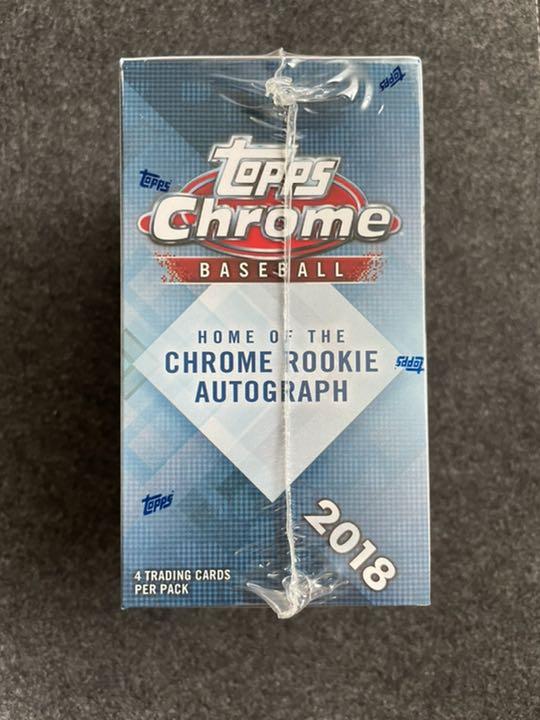 topps
topps
topps
Chrome
BASEBALL
HOME OF THE
CHROME ROOKIE
AUTOGRAPH
topps
topps
2018
4 TRADING CARDS
PER PACK